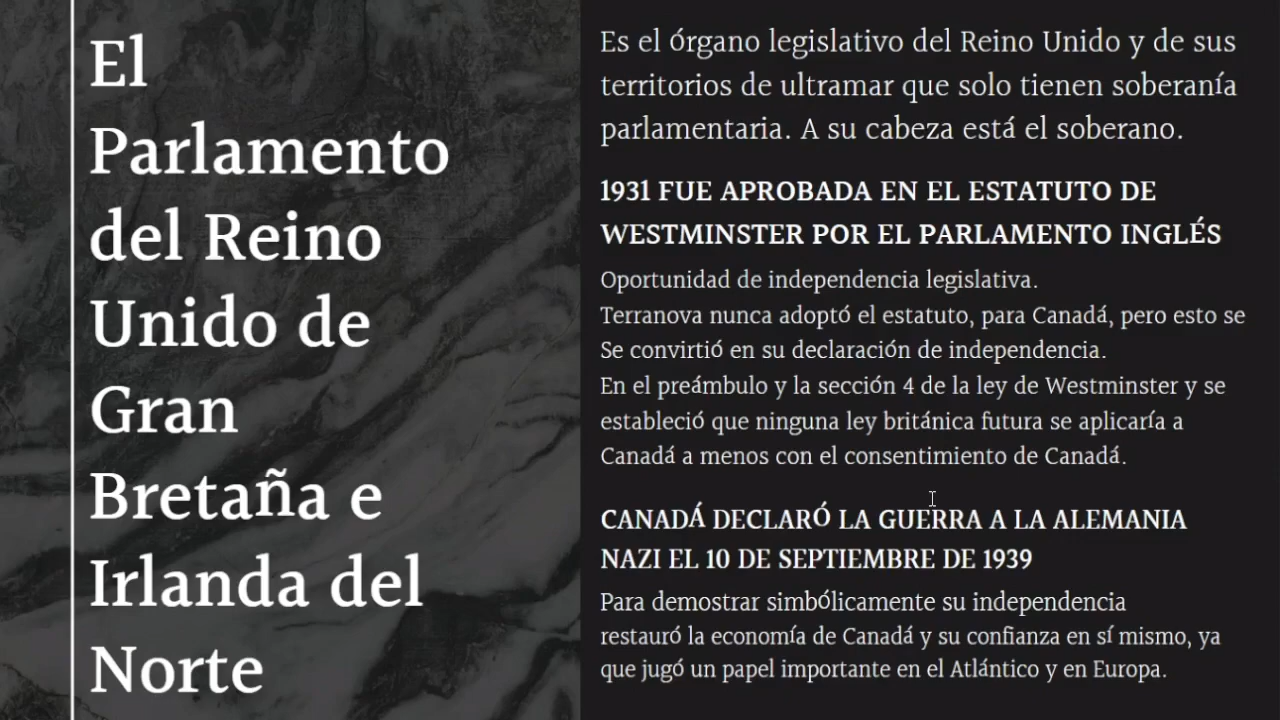 El
Parlamento
del Reino
Unido de
Gran
Bretaña e
Irlanda del
Norte
Es el órgano legislativo del Reino Unido y de sus
territorios de ultramar que solo tienen soberanía
parlamentaria. A su cabeza está el soberano.
1931 FUE APROBADA EN EL ESTATUTO DE
WESTMINSTER POR EL PARLAMENTO INGLÉS
Oportunidad de independencia legislativa.
Terranova nunca adoptó el estatuto, para Canadá, pero esto se
Se convirtió en su declaración de independencia.
En el preámbulo y la sección 4 de la ley de Westminster y se
estableció que ninguna ley británica futura se aplicaría a
Canadá a menos con el consentimiento de Canadá.
CANADÁ DECLARÓ LA GUERRA A LA ALEMANIA
NAZI EL 10 DE SEPTIEMBRE DE 1939
Para demostrar simbólicamente su independencia
restauró la economía de Canadá y su confianza en sí mismo, ya
que jugó un papel importante en el Atlántico y en Europa.